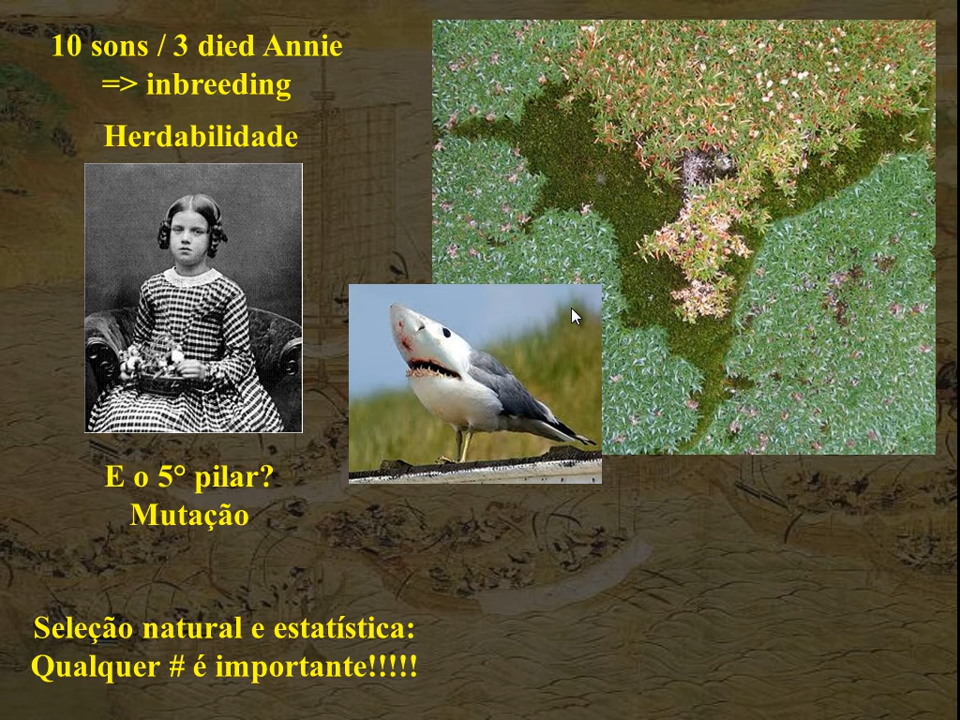 10 sons / 3 died Annie
=> inbreeding
Herdabilidade
E o 5° pilar?
Mutação
Seleção natural e estatística:
Qualquer # é importante!!!!!